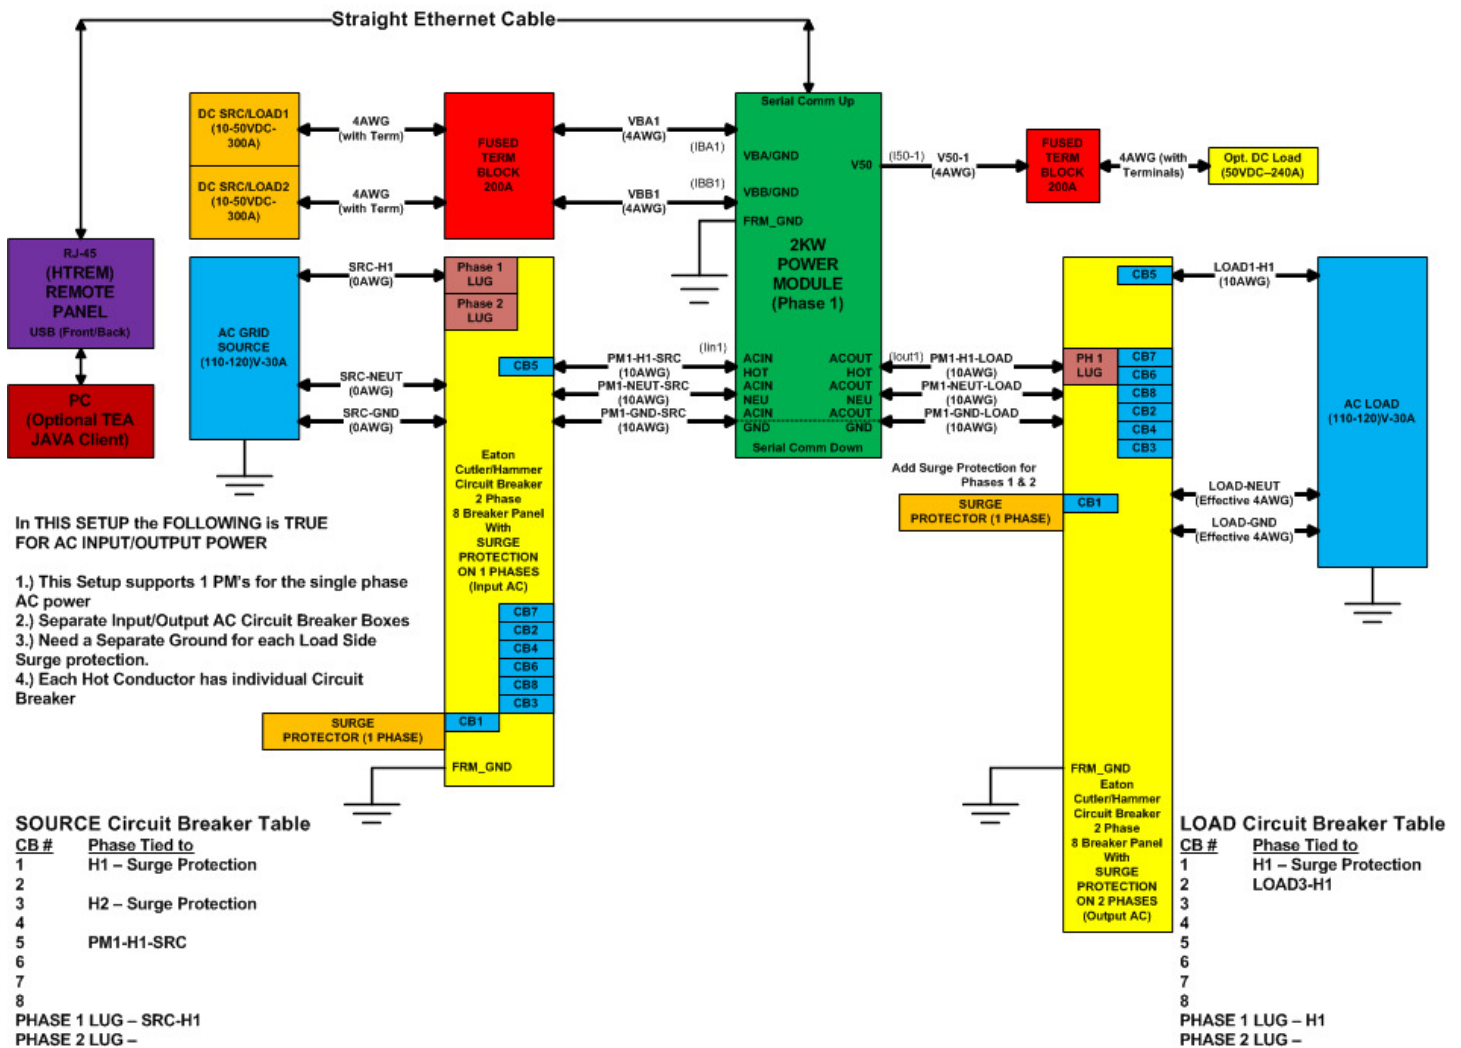 Straight Ethernet Cable
DC SRC/LOAD1
(10-50VDC-
300A)
4AWG
(with Term)
FUSED
TERM
BLOCK
200A
VBA1
(4AWG)
(IBA1)
DC SRC/LOAD2
(10-50VDC-
300A)
4AWG
(with Term)
VBB1
(4AWG)
(IBB1)
Serial Comm Up
VBA/GND
V50
VBB/GND
FRM_GND
2KW
POWER
MODULE
(Phase 1)
(I50-1)
V50-1
(4AWG)
FUSED
TERM
BLOCK
200A
4AWG (with
Terminals)
Opt. DC Load
(50VDC–240A)
RJ-45
(HTREM)
REMOTE
PANEL
USB (Front/Back)
PC
(Optional TEA
JAVA Client)
AC GRID
SOURCE
(110-120)V-30A
SRC-H1
(0AWG)
SRC-NEUT
(0AWG)
SRC-GND
(0AWG)
Phase 1
LUG
Phase 2
LUG
CB5
Eaton
Cutler/Hammer
Circuit Breaker
2 Phase
8 Breaker Panel
With
SURGE
PROTECTION
ON 1 PHASES
(Input AC)
CB7
CB2
CB4
CB6
CB8
CB3
CB1
SURGE
PROTECTOR (1 PHASE)
FRM_GND
(Iin1)
PM1-H1-SRC
(10AWG)
PM1-NEUT-SRC
(10AWG)
PM1-GND-SRC
(10AWG)
ACIN
HOT
ACIN
NEU
ACIN
GND
ACOUT
HOT
ACOUT
NEU
ACOUT
GND
Serial Comm Down
(Iout1)
PM1-H1-LOAD
(10AWG)
PM1-NEUT-LOAD
(10AWG)
PM1-GND-LOAD
(10AWG)
Add Surge Protection for
Phases 1 & 2
SURGE
PROTECTOR (1 PHASE)
CB1
CB5
PH 1
LUG
CB7
CB6
CB8
CB2
CB4
CB3
LOAD1-H1
(10AWG)
LOAD-NEUT
(Effective 4AWG)
LOAD-GND
(Effective 4AWG)
AC LOAD
(110-120)V-30A
FRM_GND
Eaton
Cutler/Hammer
Circuit Breaker
2 Phase
8 Breaker Panel
With
SURGE
PROTECTION
ON 2 PHASES
(Output AC)
In THIS SETUP the FOLLOWING is TRUE
FOR AC INPUT/OUTPUT POWER
1.) This Setup supports 1 PM's for the single phase
AC power
2.) Separate Input/Output AC Circuit Breaker Boxes
3.) Need a Separate Ground for each Load Side
Surge protection.
4.) Each Hot Conductor has individual Circuit
Breaker
SOURCE Circuit Breaker Table
CB # Phase Tied to
1 H1 – Surge Protection
2
3 H2 – Surge Protection
4
5 PM1-H1-SRC
6
7
8
PHASE 1 LUG – SRC-H1
PHASE 2 LUG –
LOAD Circuit Breaker Table
CB # Phase Tied to
1 H1 – Surge Protection
2 LOAD3-H1
3
4
5
6
7
8
PHASE 1 LUG – H1
PHASE 2 LUG –